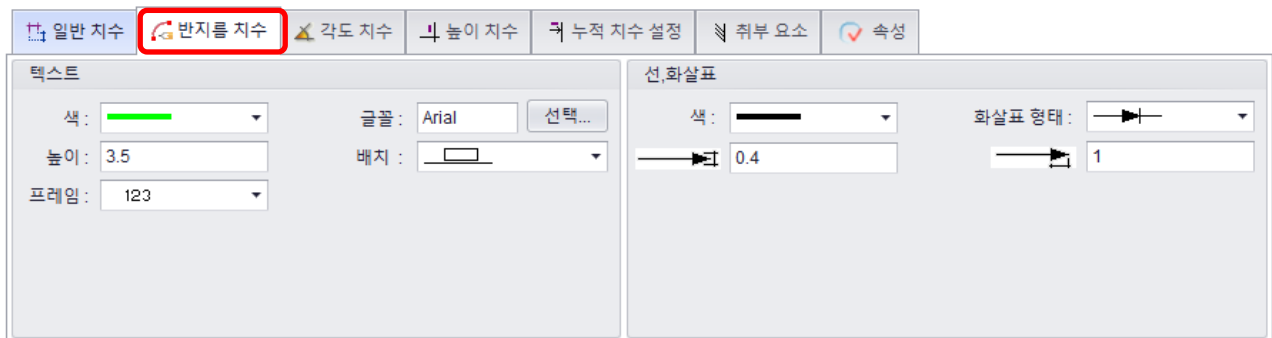 일반 치수 반지름 치수 각도 치수 높이 치수 누적 치수 설정 취부 요소 속성
텍스트 선,화살표
색 : 글꼴 : Arial 선택... 색 : 화살표 형태 :
높이 : 3.5 배치 : 0.4 1
프레임 : 123